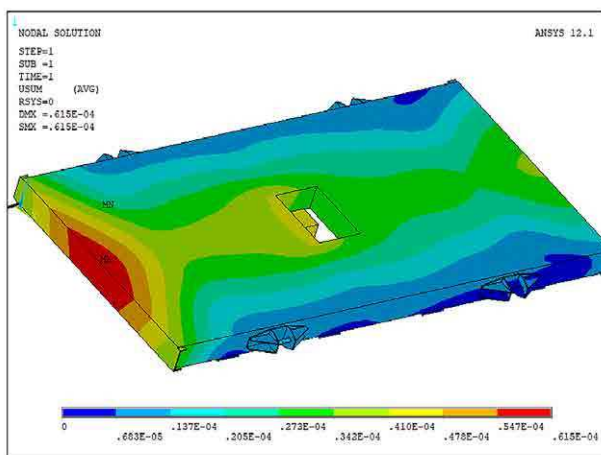 NODAL SOLUTION
ANSYS 12.1
STEP=1
SUB =1
TIME=1
USUM (AVG)
RSYS=0
DMX =.615E-04
SMX =.615E-04
MN
0 .137E-04 .273E-04 .410E-04 .547E-04
.683E-05 .205E-04 .342E-04 .478E-04 .615E-04